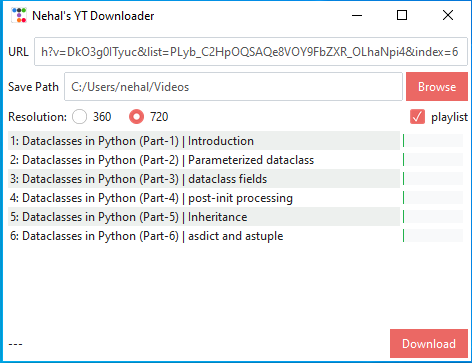 Nehal's YT Downloader
URL h?v=DkO3g0ITyuc&list=PLyb_C2HpOQSAQe8VOY9FbZXR_OLhaNpi4&index=6
Save Path C:/Users/nehal/Videos Browse
Resolution: 360 720 playlist
1: Dataclasses in Python (Part-1) | Introduction
2: Dataclasses in Python (Part-2) | Parameterized dataclass
3: Dataclasses in Python (Part-3) | dataclass fields
4: Dataclasses in Python (Part-4) | post-init processing
5: Dataclasses in Python (Part-5) | Inheritance
6: Dataclasses in Python (Part-6) | asdict and astuple
--- Download